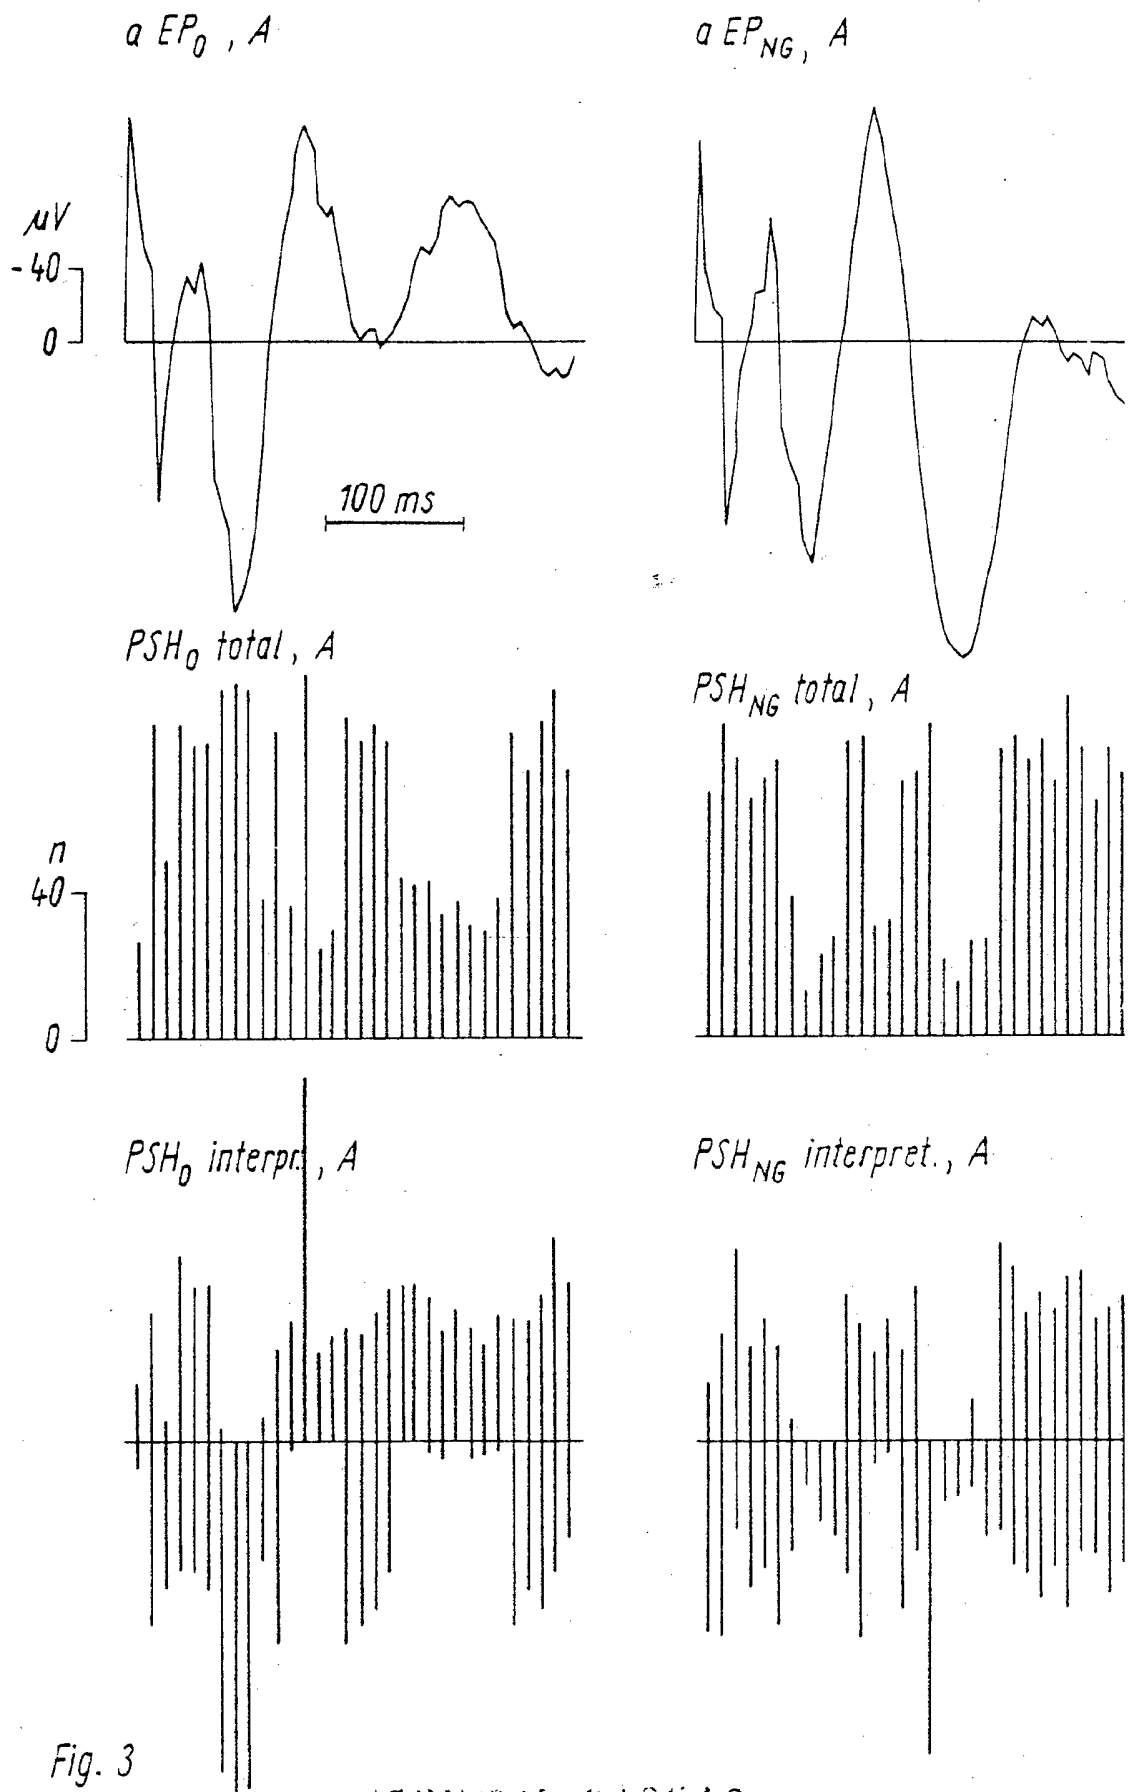 a EP0 , A
a EPNG, A
µV
-40
0
100 ms
PSH0 total, A
PSHNG total, A
n
40
0
PSH0 interpr., A
PSHNG interpret., A
Fig. 3